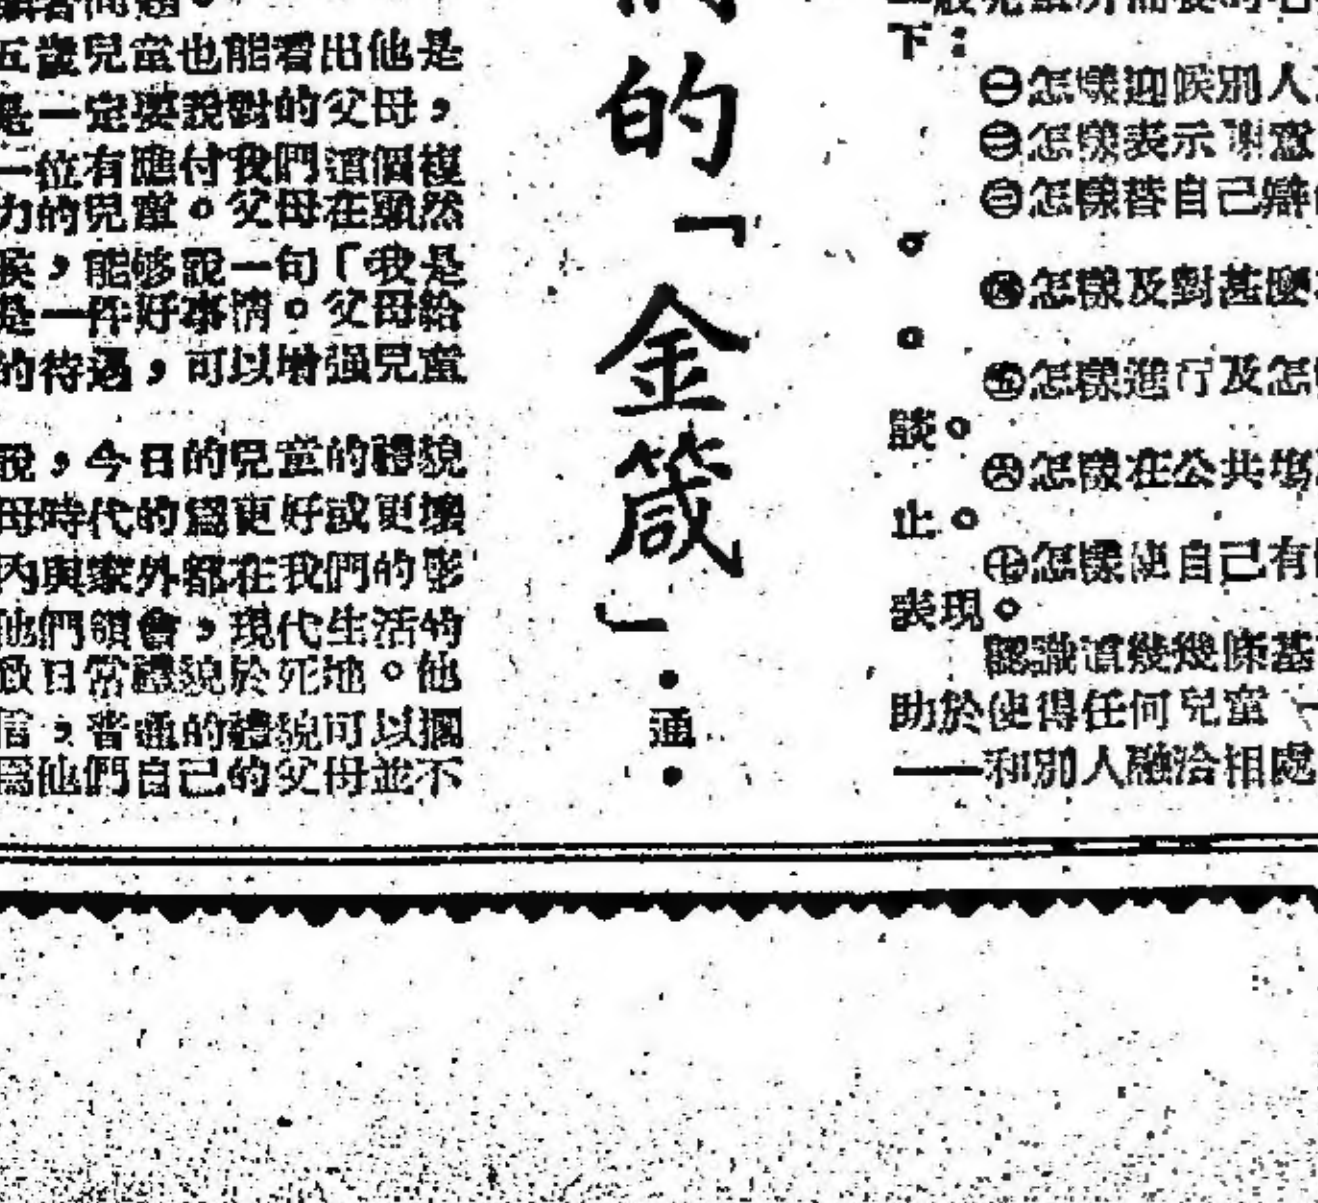 五歲兒童也能看出他是
是一定要說對的父母，
一位有應付我們這個複
力的兒童。父母在顯然
候，能够說一句「我是
是一件好事情。父母給
的待遇，可以增强兒童
說，今日的兒童的禮貌
母時代的爲更好或更壞
內與家外都在我們的影
他們領會，現代生活的
致日常禮貌於死地。他
信，普通的禮貌可以擱
爲他們自己的父母並不
的「金箴」
•通•
下：
㊀怎樣迎候別人
㊁怎樣表示謝意
㊂怎樣替自己辯
。
㊃怎樣反對甚麼
。
㊄怎樣進行及怎
談。
㊅怎樣在公共場
止。
㊆怎樣使自己有
表現。
認識這幾幾條基
助於使得任何兒童
——和別人融洽相處